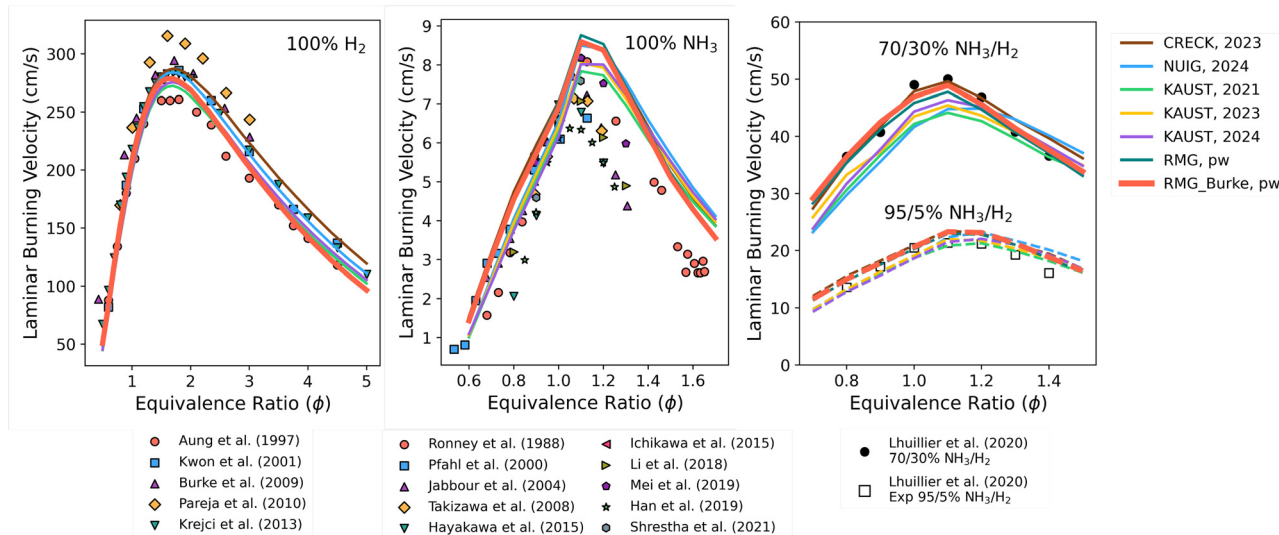 100% H₂
Laminar Burning Velocity (cm/s)
300
250
200
150
100
50
1
2
3
4
5
Equivalence Ratio (ϕ)
Aung et al. (1997)
Kwon et al. (2001)
Burke et al. (2009)
Pareja et al. (2010)
Krejci et al. (2013)
100% NH₃
Laminar Burning Velocity (cm/s)
9
8
7
6
5
4
3
2
1
0.6
0.8
1.0
1.2
1.4
1.6
Equivalence Ratio (ϕ)
Ronney et al. (1988)
Pfahl et al. (2000)
Jabbour et al. (2004)
Takizawa et al. (2008)
Hayakawa et al. (2015)
Ichikawa et al. (2015)
Li et al. (2018)
Mei et al. (2019)
Han et al. (2019)
Shrestha et al. (2021)
70/30% NH₃/H₂
95/5% NH₃/H₂
Laminar Burning Velocity (cm/s)
70
60
50
40
30
20
10
0
0.8
1.0
1.2
1.4
Equivalence Ratio (ϕ)
Lhuillier et al. (2020)
70/30% NH₃/H₂
Lhuillier et al. (2020)
Exp 95/5% NH₃/H₂
CRECK, 2023
NUIG, 2024
KAUST, 2021
KAUST, 2023
KAUST, 2024
RMG, pw
RMG_Burke, pw